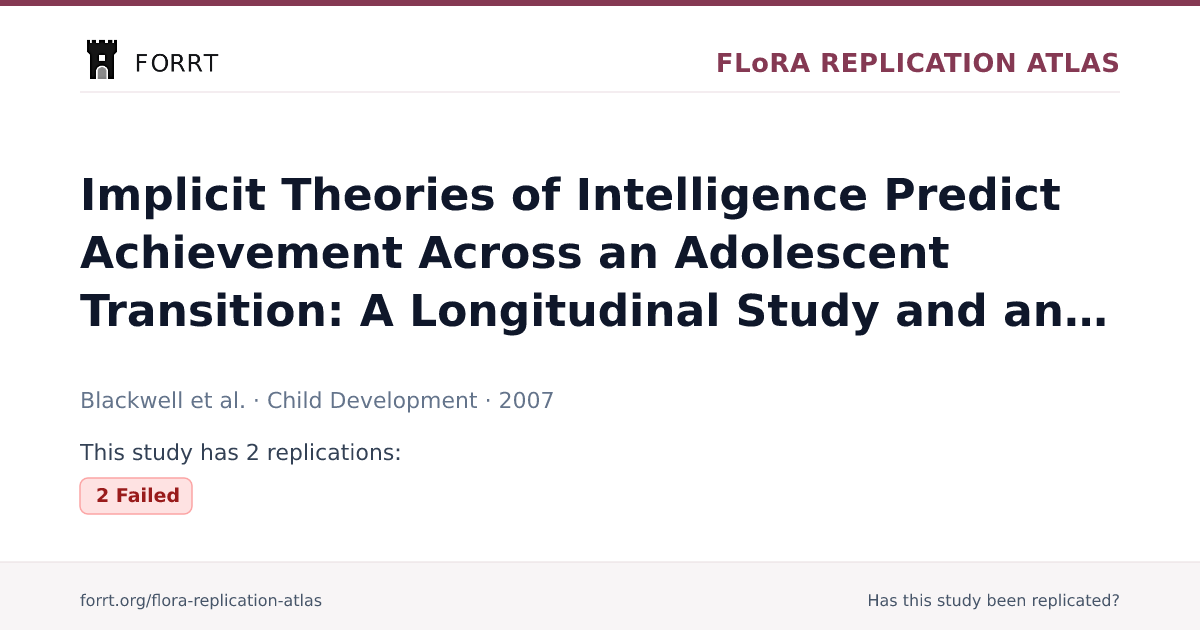 FORRT
FLoRA REPLICATION ATLAS
Implicit Theories of Intelligence Predict
Achievement Across an Adolescent
Transition: A Longitudinal Study and an…
Blackwell et al. · Child Development · 2007
This study has 2 replications:
2 Failed
forrt.org/flora-replication-atlas
Has this study been replicated?